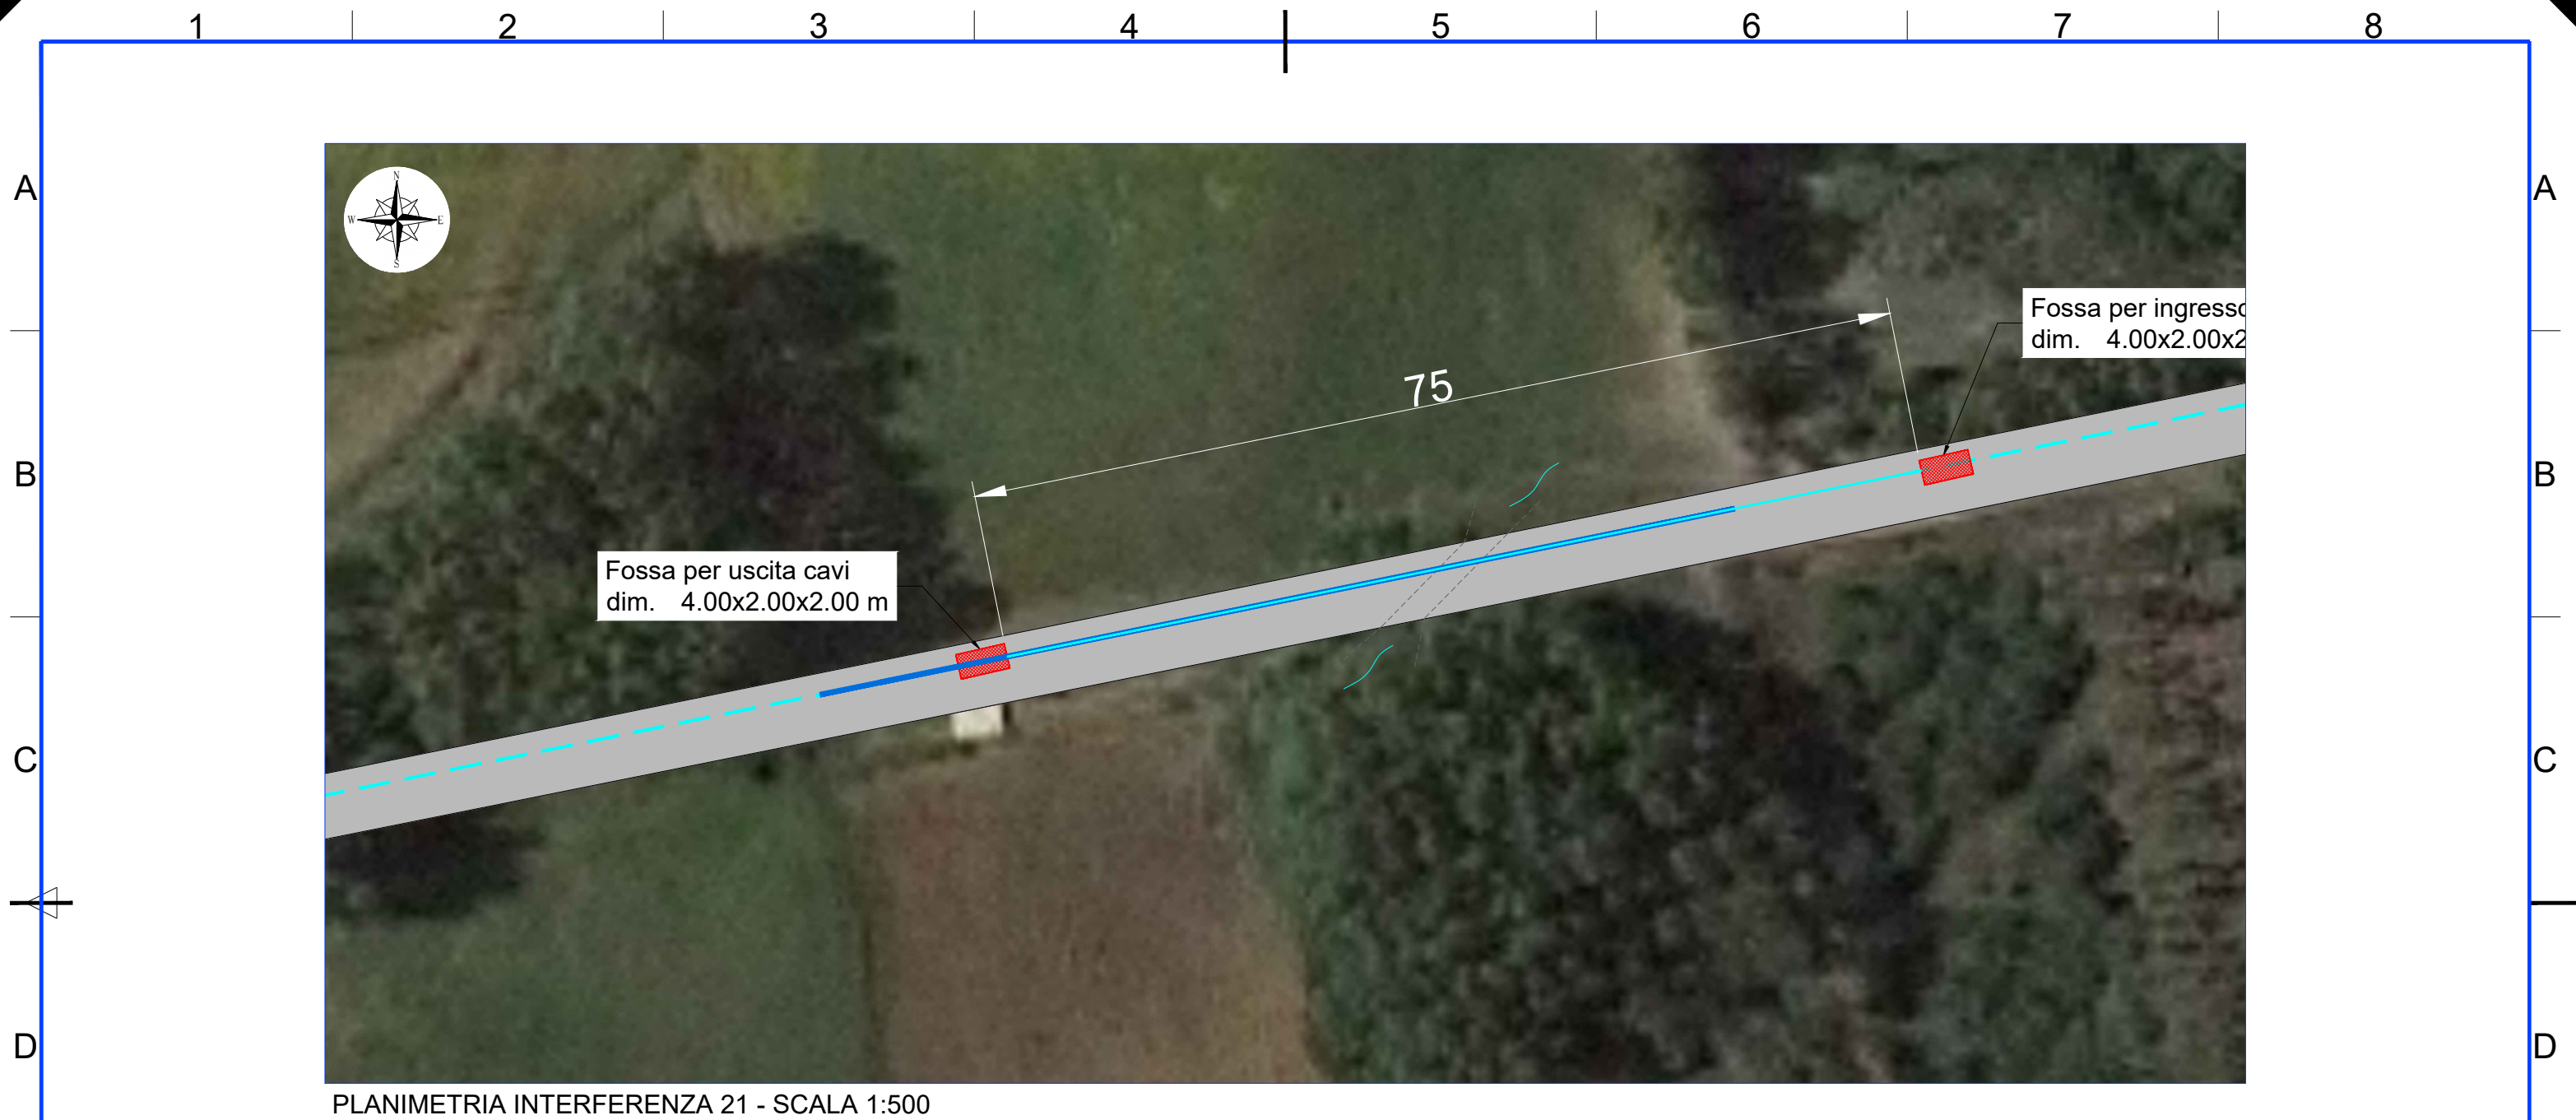 1 2 3 4 5 6 7 8
A A
N
W E
S
Fossa per ingresso
dim. 4.00x2.00x2
75
B B
Fossa per uscita cavi
dim. 4.00x2.00x2.00 m
C C
D D
PLANIMETRIA INTERFERENZA 21 - SCALA 1:500